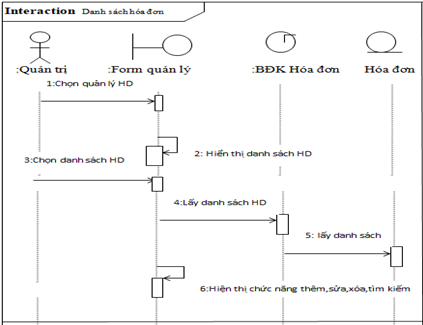 Interaction Danh sách hóa đơn
:Quản trị :Form quản lý :BĐK Hóa đơn Hóa đơn
1:Chọn quản lý HD
2: Hiển thị danh sách HD
3:Chọn danh sách HD
4:Lấy danh sách HD
5: lấy danh sách
6:Hiện thị chức năng thêm,sửa,xóa,tìm kiếm